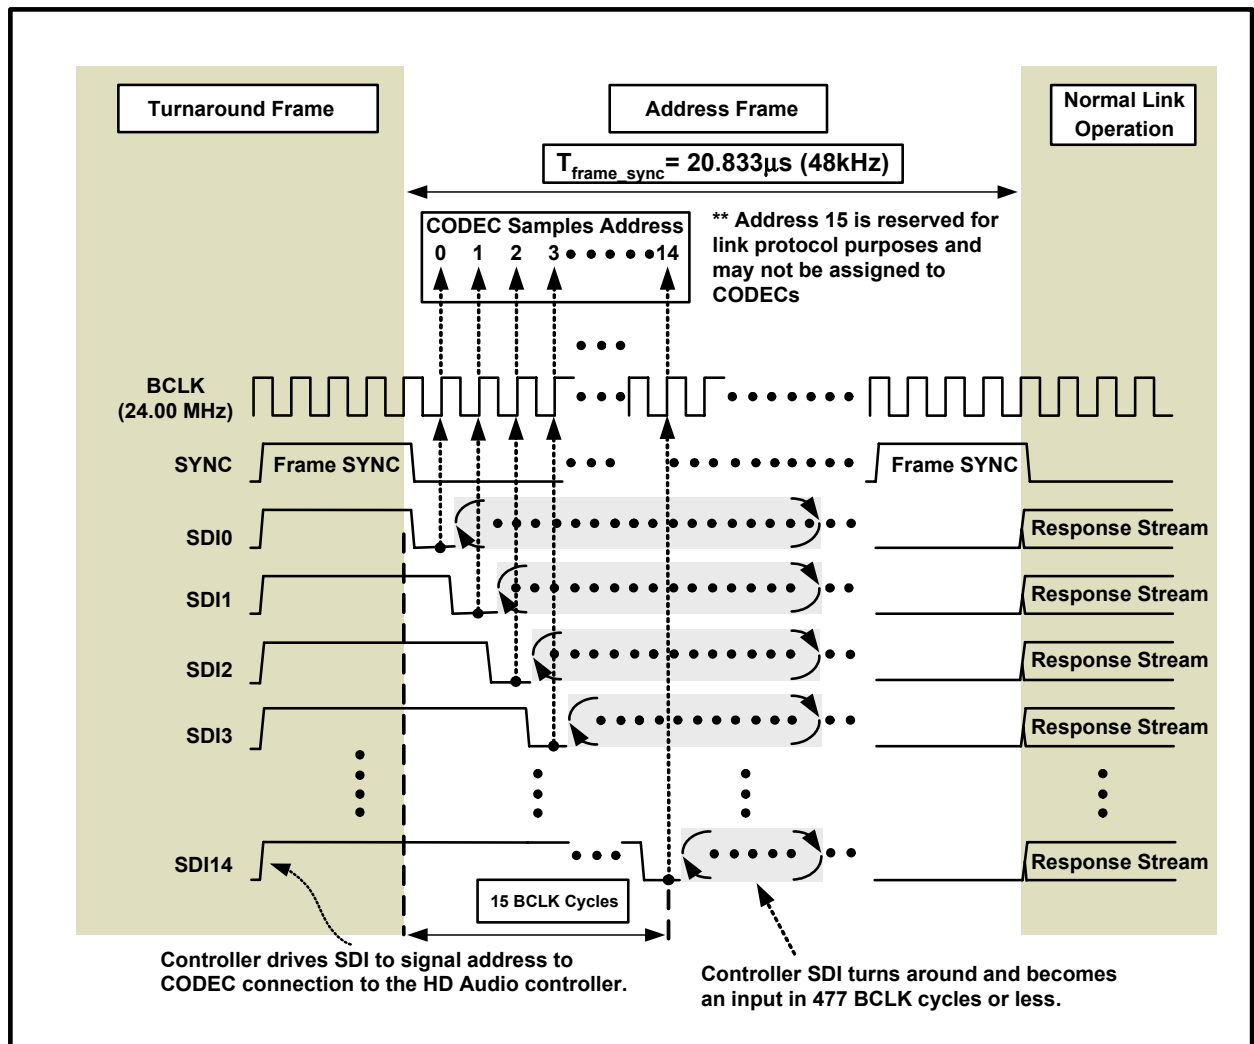 Turnaround Frame
Address Frame
Normal Link
Operation
T_frame_sync= 20.833μs (48kHz)
CODEC Samples Address
0 1 2 3 ●●●●●● 14
** Address 15 is reserved for
link protocol purposes and
may not be assigned to
CODECs
BCLK
(24.00 MHz)
SYNC
Frame SYNC
Frame SYNC
SDI0
Response Stream
SDI1
Response Stream
SDI2
Response Stream
SDI3
Response Stream
SDI14
Response Stream
15 BCLK Cycles
Controller drives SDI to signal address to
CODEC connection to the HD Audio controller.
Controller SDI turns around and becomes
an input in 477 BCLK cycles or less.